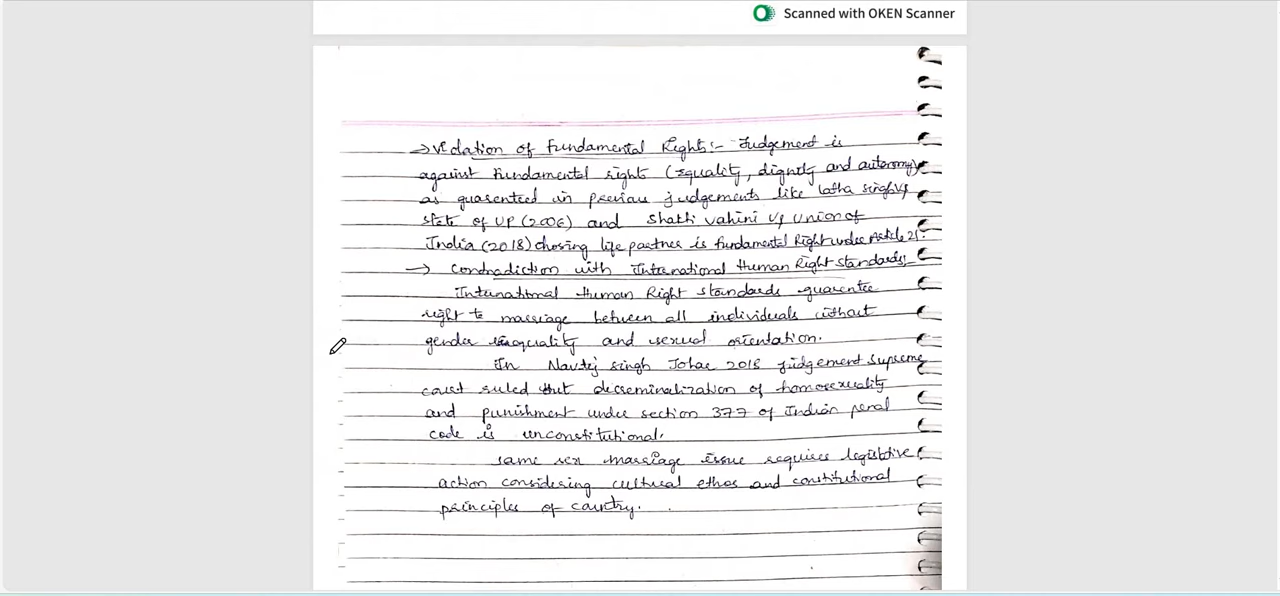 Scanned with OKEN Scanner
→ Violation of Fundamental Rights:- Judgement is
against Fundamental rights (Equality, dignity and autonomy)
as guarenteed in previous judgements like Latha singh v/s
State of UP (2006) and Shakti Vahini v/s Union of
India (2018) chosing life partner is fundamental Right under Article 21.
→ Contradiction with International Human Right Standards:-
International Human Right standards guarentee
right to marriage between all individuals without
gender inequality and sexual orientation.
In Navtej singh Johar 2018 judgement Supreme
court ruled that decriminalization of homosexuality
and punishment under section 377 of Indian penal
code is unconstitutional.
same sex marriage issue requires legislative
action considering cultural ethos and constitutional
principles of country.